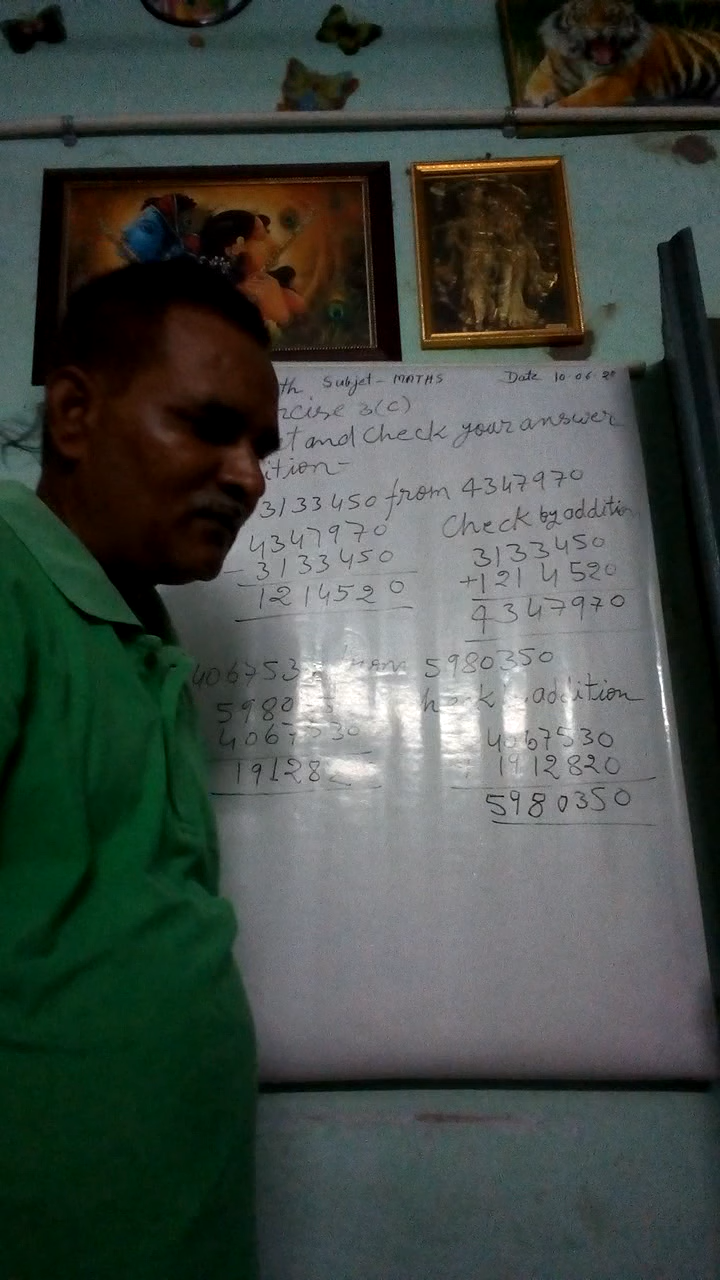 th Subjet - MATHS Date 10.06.20
rcise 3(c)
t and check your answer
ition -
3133450 from 4347970
4347970
- 3133450
1214520
Check by addition
3133450
+1214520
4347970
5980350
addition
4067530
1912820
5980350